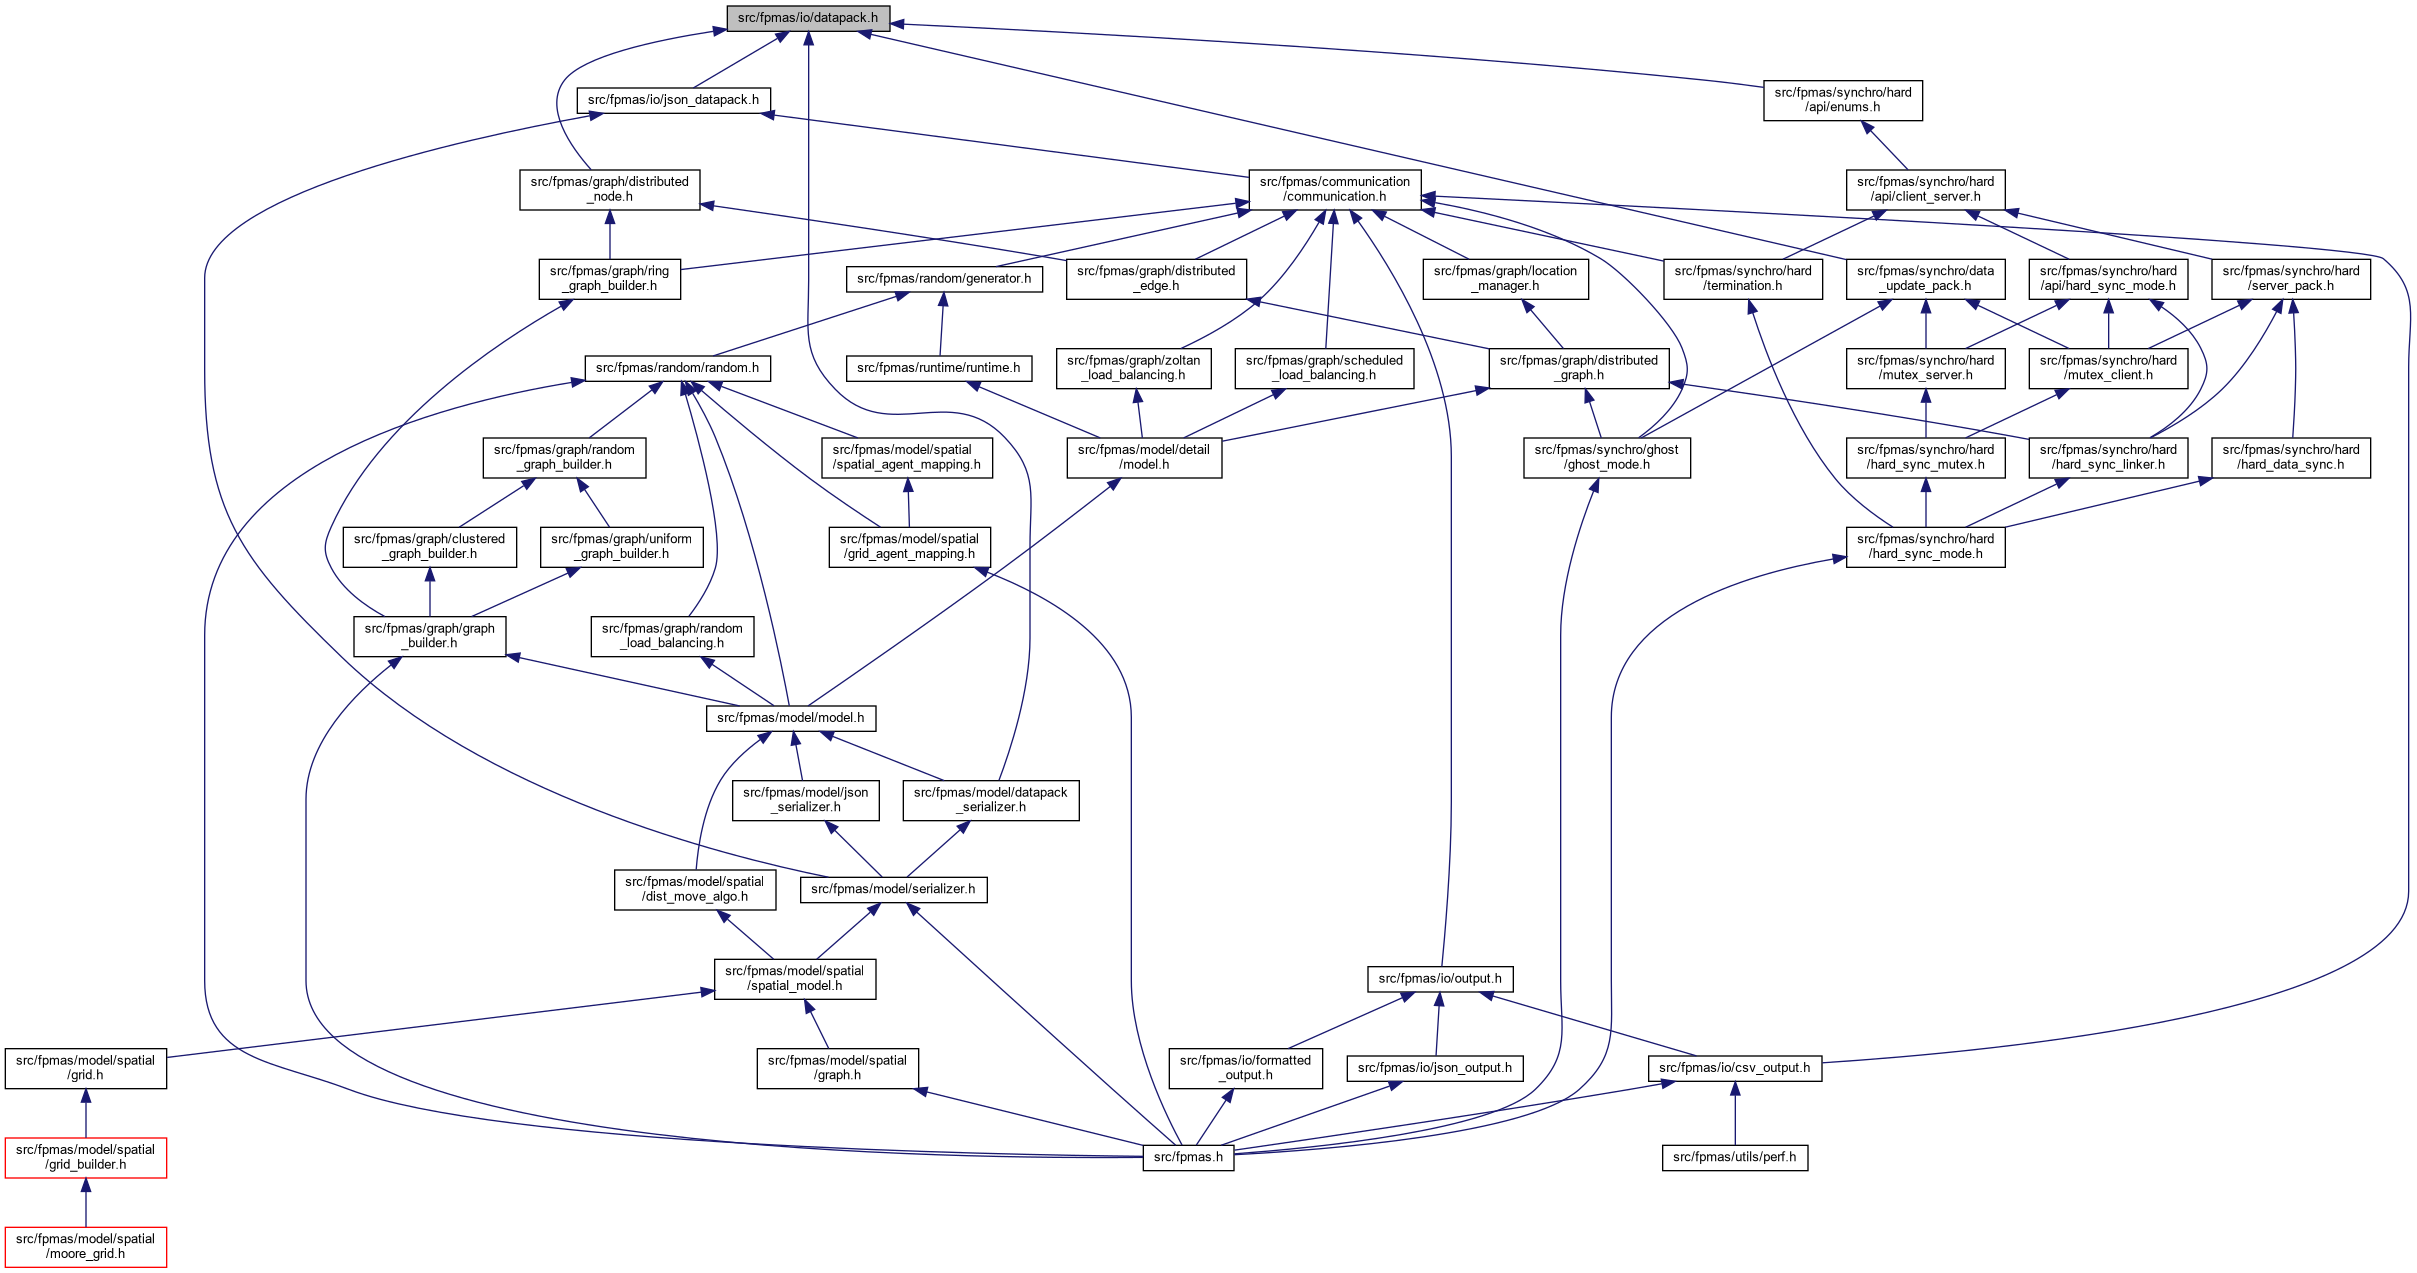 src/fpmas/io/datapack.h
src/fpmas/io/json_datapack.h
src/fpmas/synchro/hard
/api/enums.h
src/fpmas/graph/distributed
_node.h
src/fpmas/communication
/communication.h
src/fpmas/synchro/hard
/api/client_server.h
src/fpmas/graph/ring
_graph_builder.h
src/fpmas/random/generator.h
src/fpmas/graph/distributed
_edge.h
src/fpmas/graph/location
_manager.h
src/fpmas/synchro/hard
/termination.h
src/fpmas/synchro/data
_update_pack.h
src/fpmas/synchro/hard
/api/hard_sync_mode.h
src/fpmas/synchro/hard
/server_pack.h
src/fpmas/random/random.h
src/fpmas/runtime/runtime.h
src/fpmas/graph/zoltan
_load_balancing.h
src/fpmas/graph/scheduled
_load_balancing.h
src/fpmas/graph/distributed
_graph.h
src/fpmas/synchro/hard
/mutex_server.h
src/fpmas/synchro/hard
/mutex_client.h
src/fpmas/graph/random
_graph_builder.h
src/fpmas/model/spatial
/spatial_agent_mapping.h
src/fpmas/model/detail
/model.h
src/fpmas/synchro/ghost
/ghost_mode.h
src/fpmas/synchro/hard
/hard_sync_mutex.h
src/fpmas/synchro/hard
/hard_sync_linker.h
src/fpmas/synchro/hard
/hard_data_sync.h
src/fpmas/graph/clustered
_graph_builder.h
src/fpmas/graph/uniform
_graph_builder.h
src/fpmas/model/spatial
/grid_agent_mapping.h
src/fpmas/synchro/hard
/hard_sync_mode.h
src/fpmas/graph/graph
_builder.h
src/fpmas/graph/random
_load_balancing.h
src/fpmas/model/model.h
src/fpmas/model/json
_serializer.h
src/fpmas/model/datapack
_serializer.h
src/fpmas/model/spatial
/dist_move_algo.h
src/fpmas/model/serializer.h
src/fpmas/model/spatial
/spatial_model.h
src/fpmas/io/output.h
src/fpmas/model/spatial
/grid.h
src/fpmas/model/spatial
/graph.h
src/fpmas/io/formatted
_output.h
src/fpmas/io/json_output.h
src/fpmas/io/csv_output.h
src/fpmas/model/spatial
/grid_builder.h
src/fpmas.h
src/fpmas/utils/perf.h
src/fpmas/model/spatial
/moore_grid.h